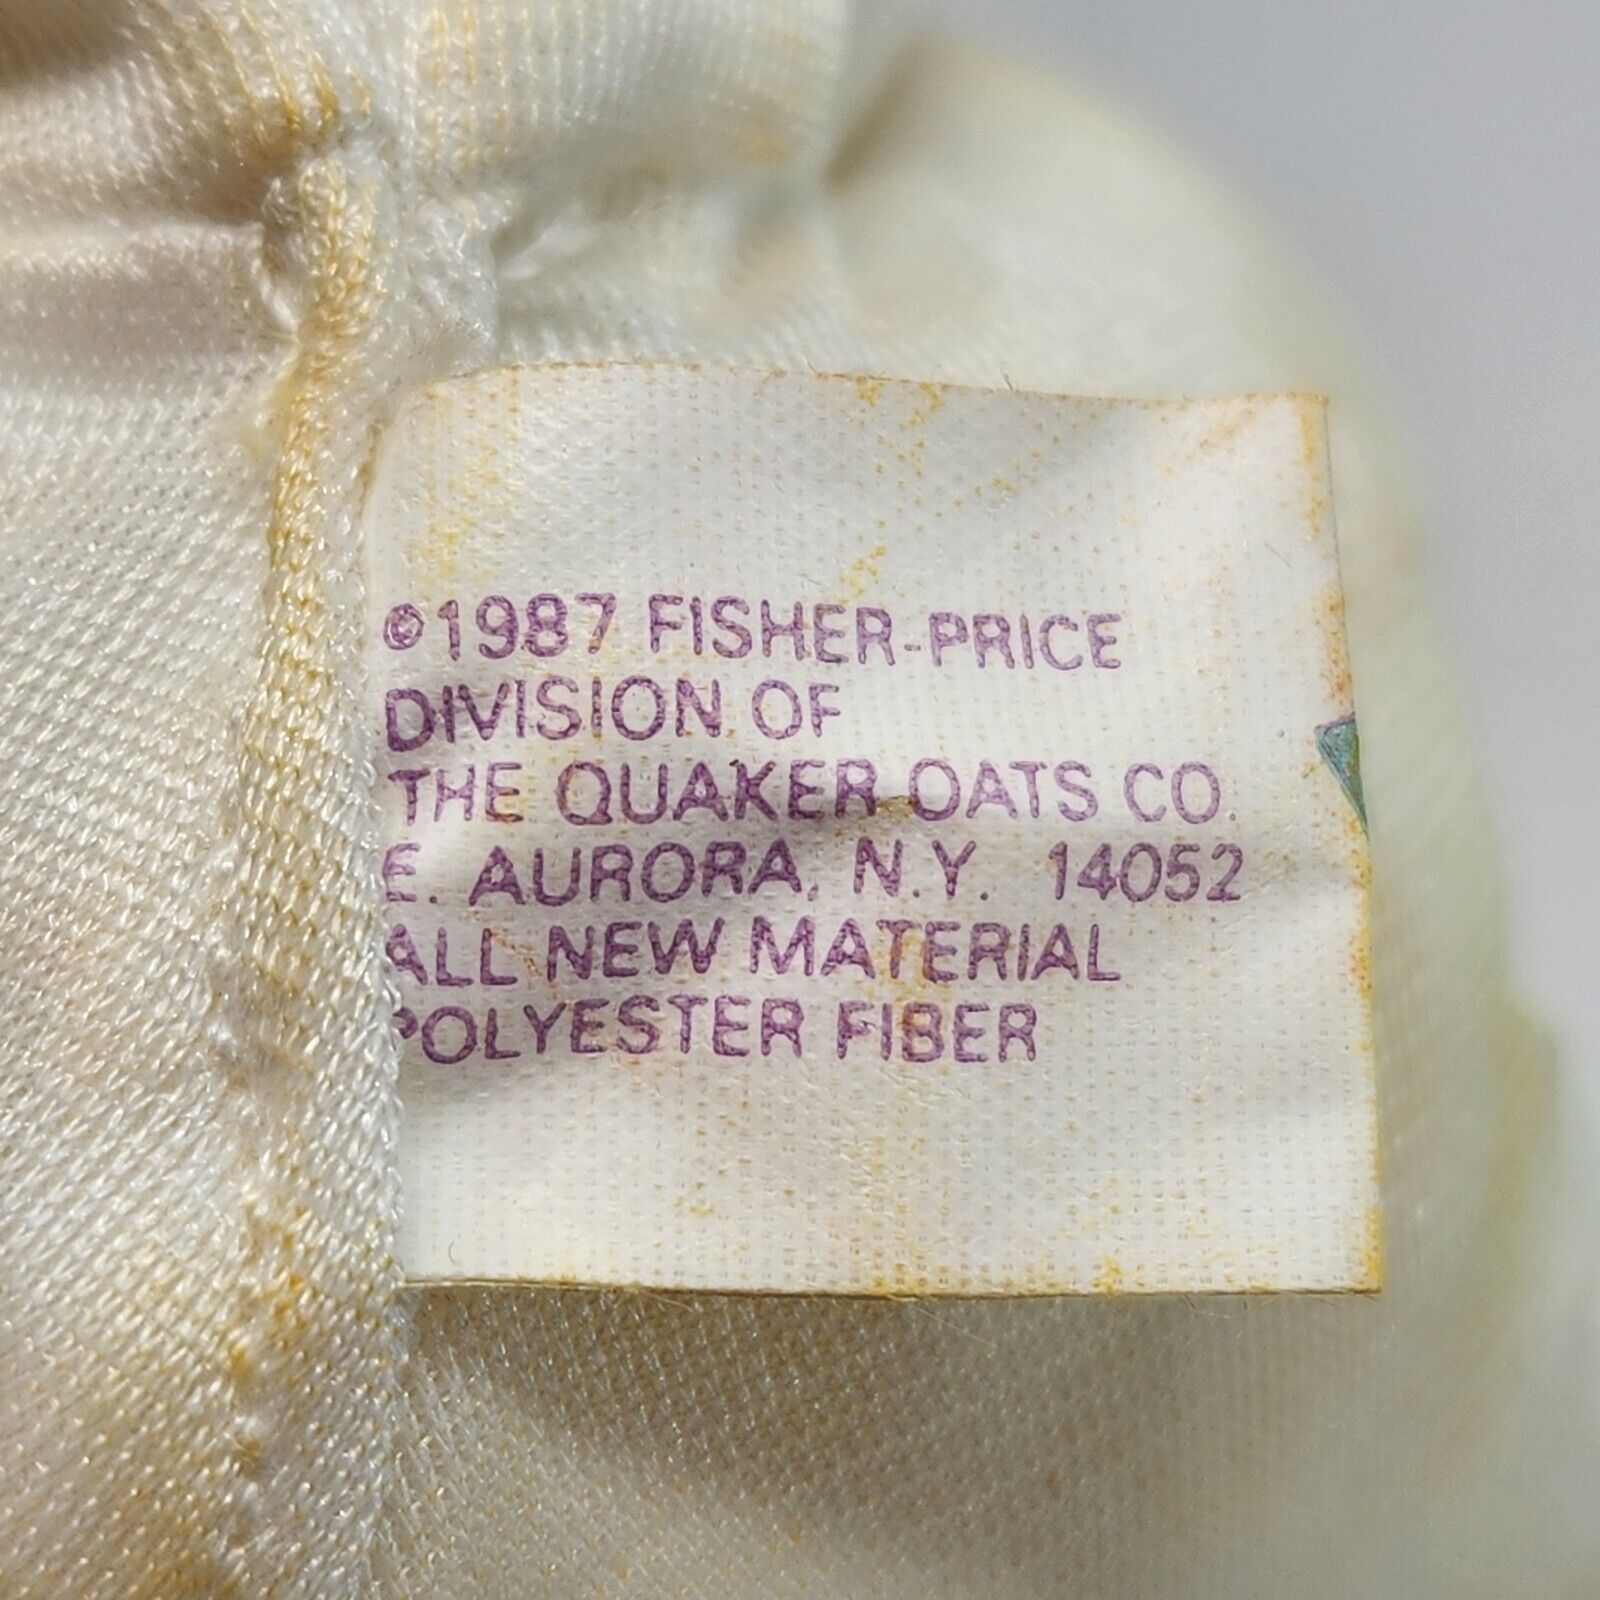 ©1987 FISHER-PRICE
DIVISION OF
THE QUAKER OATS CO.
E. AURORA, N.Y. 14052
ALL NEW MATERIAL
POLYESTER FIBER